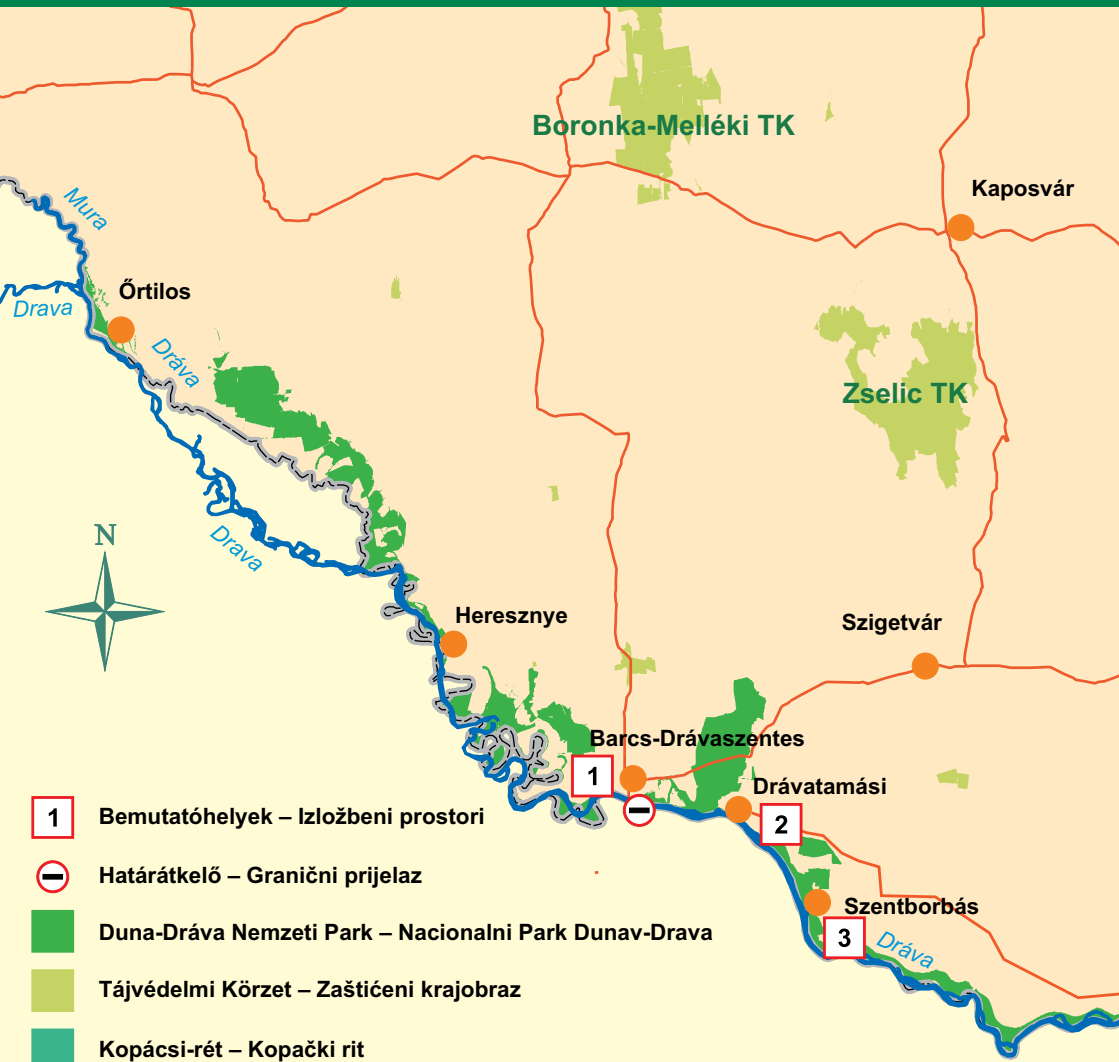 Boronka-Melléki TK
Kaposvár
Mura
Őrtilos
Drava
Dráva
Zselic TK
Drava
N
Heresznye
Szigetvár
Barcs-Drávaszentes
1
Drávatamási
2
Szentborbás
3
Dráva
1 Bemutatóhelyek – Izložbeni prostori
Határátkelő – Granični prijelaz
Duna-Dráva Nemzeti Park – Nacionalni Park Dunav-Drava
Tájvédelmi Körzet – Zaštićeni krajobraz
Kopácsi-rét – Kopački rit